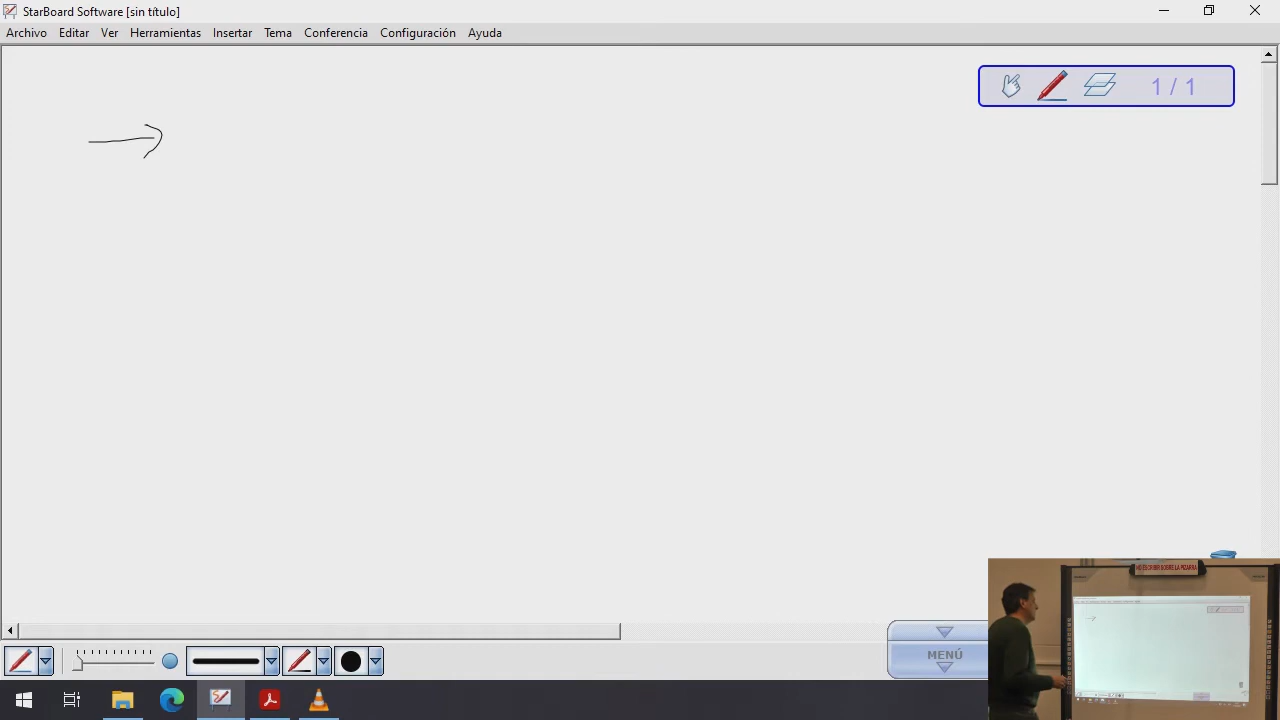 StarBoard Software [sin título]
Archivo Editar Ver Herramientas Insertar Tema Conferencia Configuración Ayuda
1 / 1
MENÚ